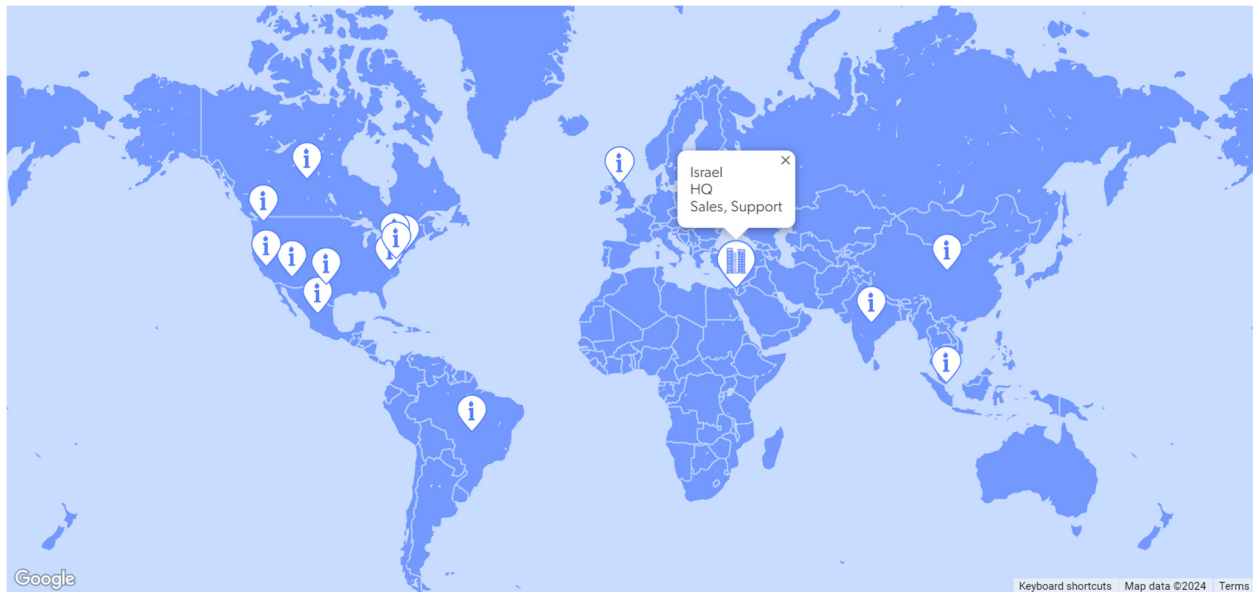 Israel
HQ
Sales, Support
Google
Keyboard shortcuts
Map data ©2024
Terms